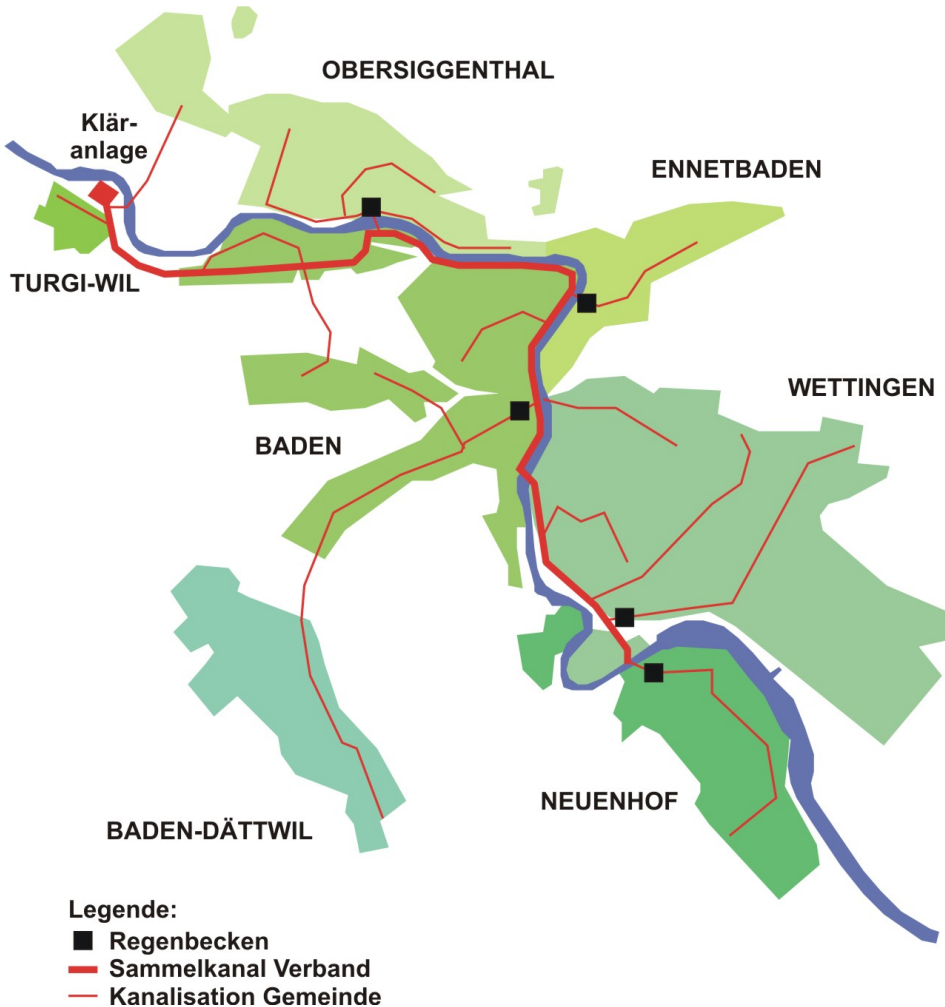 OBERSIGGENTHAL
Klär-
anlage
ENNETBADEN
TURGI-WIL
WETTINGEN
BADEN
NEUENHOF
BADEN-DÄTTWIL
Legende:
Regenbecken
Sammelkanal Verband
Kanalisation Gemeinde